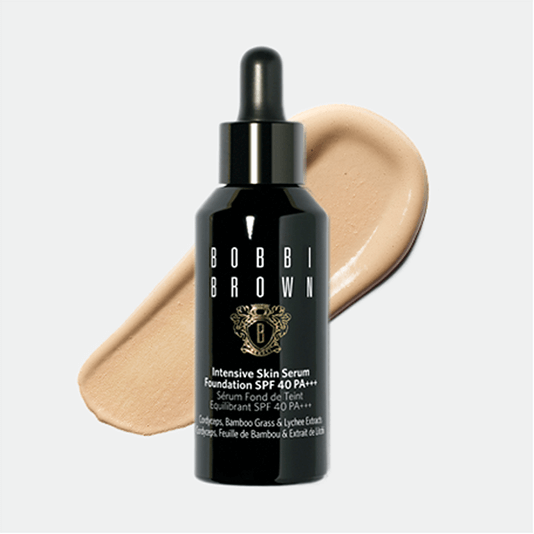 BOBBI
BROWN
B
Intensive Skin Serum
Foundation SPF 40 PA+++
Sérum Fond de Teint
Equilibrant SPF 40 PA+++
Cordyceps, Bamboo Grass & Lychee Extracts
Cordyceps, Feuille de Bambou & Extrait de Litchi